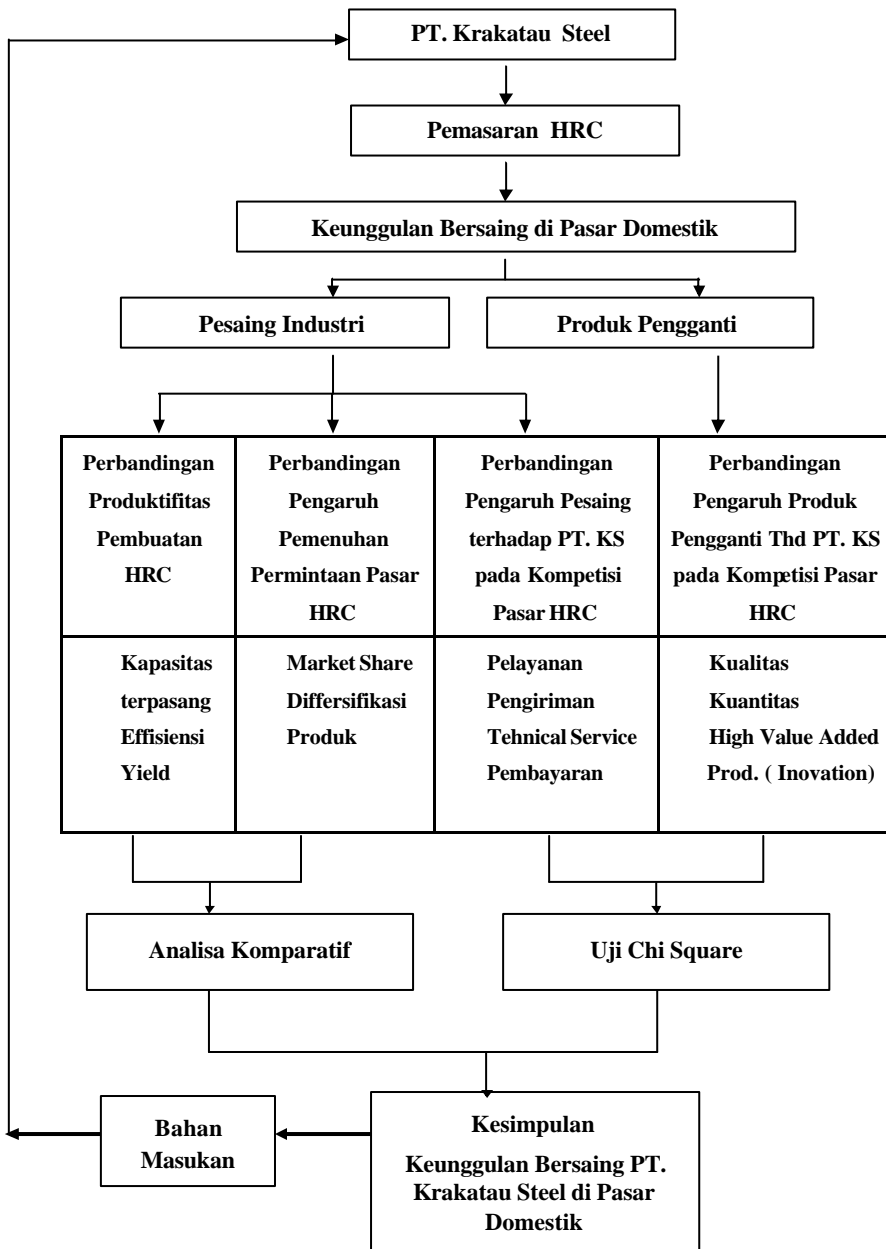 PT. Krakatau Steel
Pemasaran HRC
Keunggulan Bersaing di Pasar Domestik
Pesaing Industri
Produk Pengganti
Perbandingan
Produktifitas
Pembuatan
HRC
Perbandingan
Pengaruh
Pemenuhan
Permintaan Pasar
HRC
Perbandingan
Pengaruh Pesaing
terhadap PT. KS
pada Kompetisi
Pasar HRC
Perbandingan
Pengaruh Produk
Pengganti Thd PT. KS
pada Kompetisi Pasar
HRC
Kapasitas
terpasang
Effisiensi
Yield
Market Share
Differsifikasi
Produk
Pelayanan
Pengiriman
Tehnical Service
Pembayaran
Kualitas
Kuantitas
High Value Added
Prod. ( Inovation)
Analisa Komparatif
Uji Chi Square
Bahan
Masukan
Kesimpulan
Keunggulan Bersaing PT.
Krakatau Steel di Pasar
Domestik